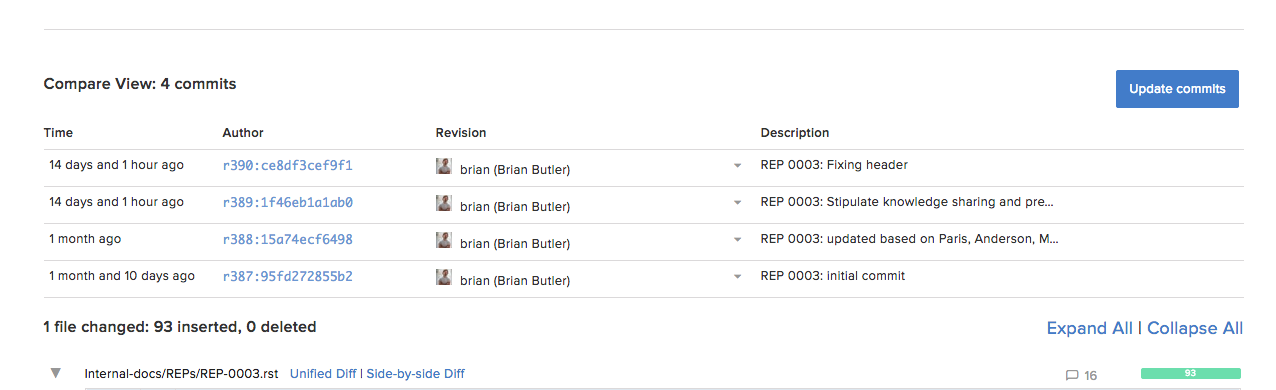 Compare View: 4 commits
Update commits
Time Author Revision Description
14 days and 1 hour ago r390:ce8df3cef9f1 brian (Brian Butler) REP 0003: Fixing header
14 days and 1 hour ago r389:1f46eb1a1ab0 brian (Brian Butler) REP 0003: Stipulate knowledge sharing and pre...
1 month ago r388:15a74ecf6498 brian (Brian Butler) REP 0003: updated based on Paris, Anderson, M...
1 month and 10 days ago r387:95fd272855b2 brian (Brian Butler) REP 0003: initial commit
1 file changed: 93 inserted, 0 deleted
Expand All | Collapse All
Internal-docs/REPs/REP-0003.rst Unified Diff | Side-by-side Diff 16 93